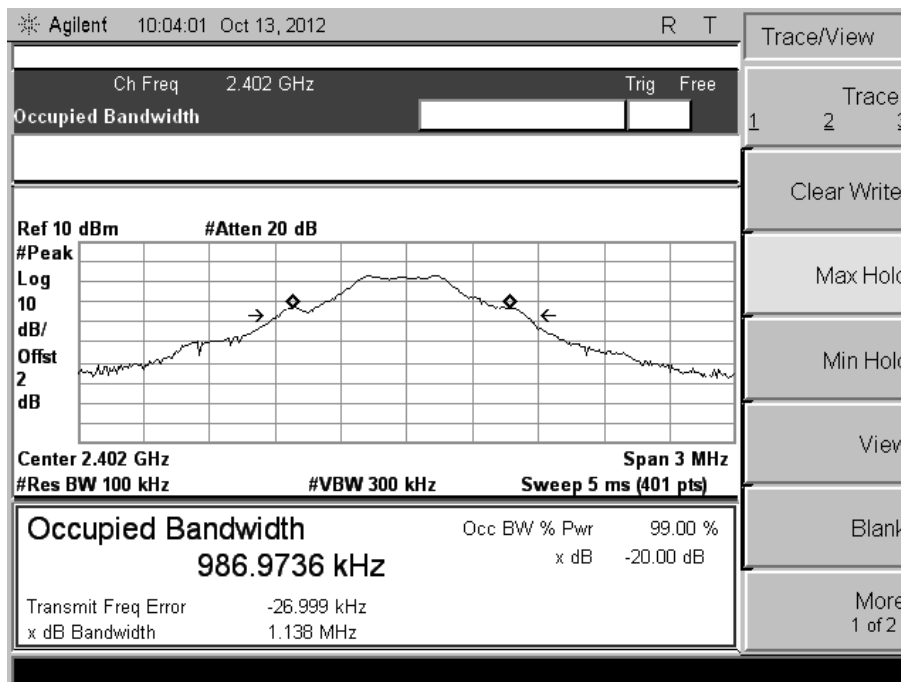 Agilent 10:04:01 Oct 13, 2012 R T
Trace/View
Ch Freq 2.402 GHz Trig Free
Occupied Bandwidth
Trace
1 2
Clear Write
Ref 10 dBm #Atten 20 dB
#Peak
Log
10
dB/
Offst
2
dB
Max Hold
Min Hold
View
Center 2.402 GHz Span 3 MHz
#Res BW 100 kHz #VBW 300 kHz Sweep 5 ms (401 pts)
Occupied Bandwidth Occ BW % Pwr 99.00 %
986.9736 kHz x dB -20.00 dB
Transmit Freq Error -26.999 kHz
x dB Bandwidth 1.138 MHz
Blank
More
1 of 2